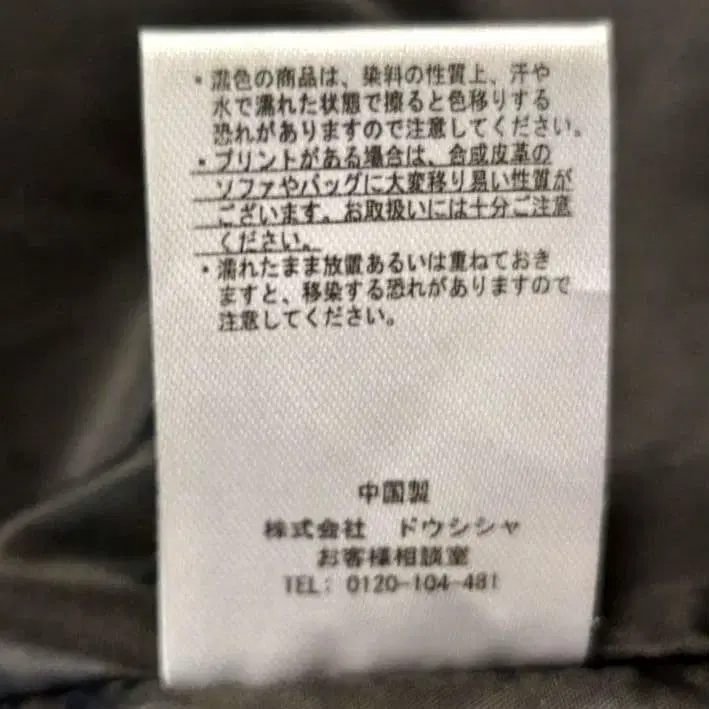 ・濃色の商品は、染料の性質上、汗や
水で濡れた状態で擦ると色移りする
恐れがありますので注意してください。
・プリントがある場合は、合成皮革の
ソファやバッグに大変移り易い性質が
ございます。お取扱いには十分ご注意
ください。
・濡れたまま放置あるいは重ねておき
ますと、移染する恐れがありますので
注意してください。
中国製
株式会社 ドウシシャ
お客様相談室
TEL: 0120-104-481